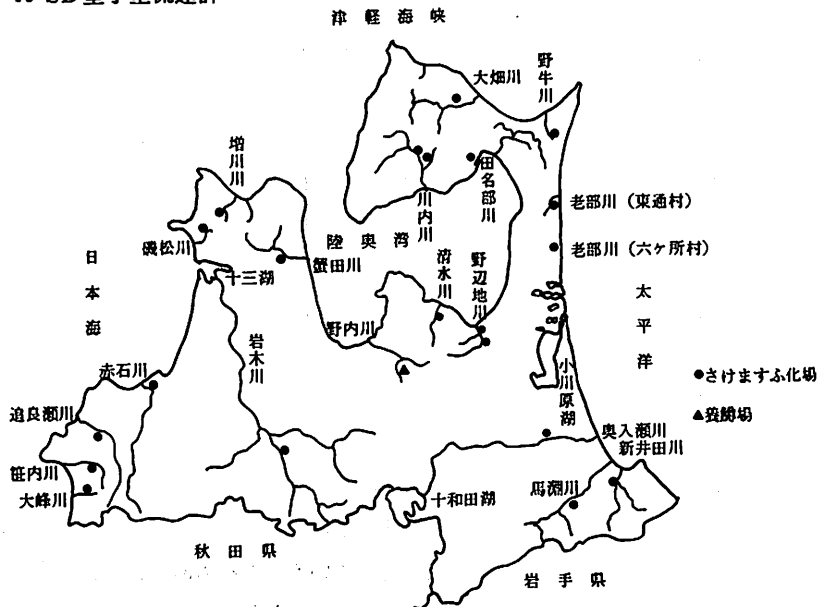 津軽海峡
大畑川
野牛川
増川川
田名部川
川内川
老部川（東通村）
磯松川
陸奥湾
老部川（六ケ所村）
日本海
十三湖
蟹田川
清水川
野辺地川
太平洋
野内川
岩木川
小川原湖
赤石川
●さけますふ化場
追良瀬川
奥入瀬川
新井田川
笹内川
大峰川
十和田湖
馬淵川
秋田県
岩手県